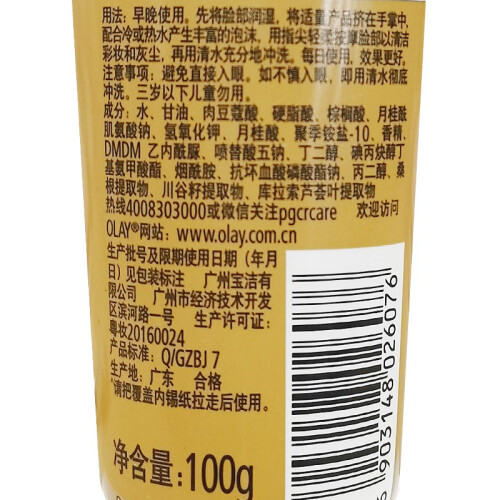 用法：早晚使用。先将脸部润湿，将适量产品挤在手掌中，
配合冷或热水产生丰富的泡沫，用指尖轻柔按摩脸部以清洁
彩妆和灰尘，再用清水充分地冲洗。每日使用，效果更好。
注意事项：避免直接入眼。如不慎入眼，即用清水彻底
冲洗。三岁以下儿童勿用。
成分：水、甘油、肉豆蔻酸、硬脂酸、棕榈酸、月桂酰
肌氨酸钠、氢氧化钾、月桂酸、聚季铵盐-10、香精、
DMDM 乙内酰脲、喷替酸五钠、丁二醇、碘丙炔醇丁
基氨甲酸酯、烟酰胺、抗坏血酸磷酸酯钠、丙二醇、桑
根提取物、川谷籽提取物、库拉索芦荟叶提取物
热线4008303000或微信关注pgcrcare 欢迎访问
OLAY®网站：www.olay.com.cn
生产批号及限期使用日期（年月
日）见包装标注 广州宝洁有
限公司 广州市经济技术开发
区滨河路一号 生产许可证：
粤妆20160024
产品标准：Q/GZBJ 7
生产地：广东 合格
*请把覆盖内锡纸拉走后使用。
净含量：100g
6 903148 026076